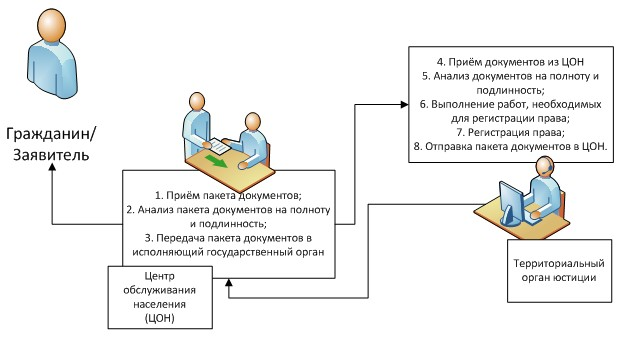 Гражданин/
Заявитель
1. Приём пакета документов;
2. Анализ пакета документов на полноту
и подлинность;
3. Передача пакета документов в
исполняющий государственный орган
Центр
обслуживания
населения
(ЦОН)
4. Приём документов из ЦОН
5. Анализ документов на полноту и
подлинность;
6. Выполнение работ, необходимых
для регистрации права;
7. Регистрация права;
8. Отправка пакета документов в ЦОН.
Территориальный
орган юстиции